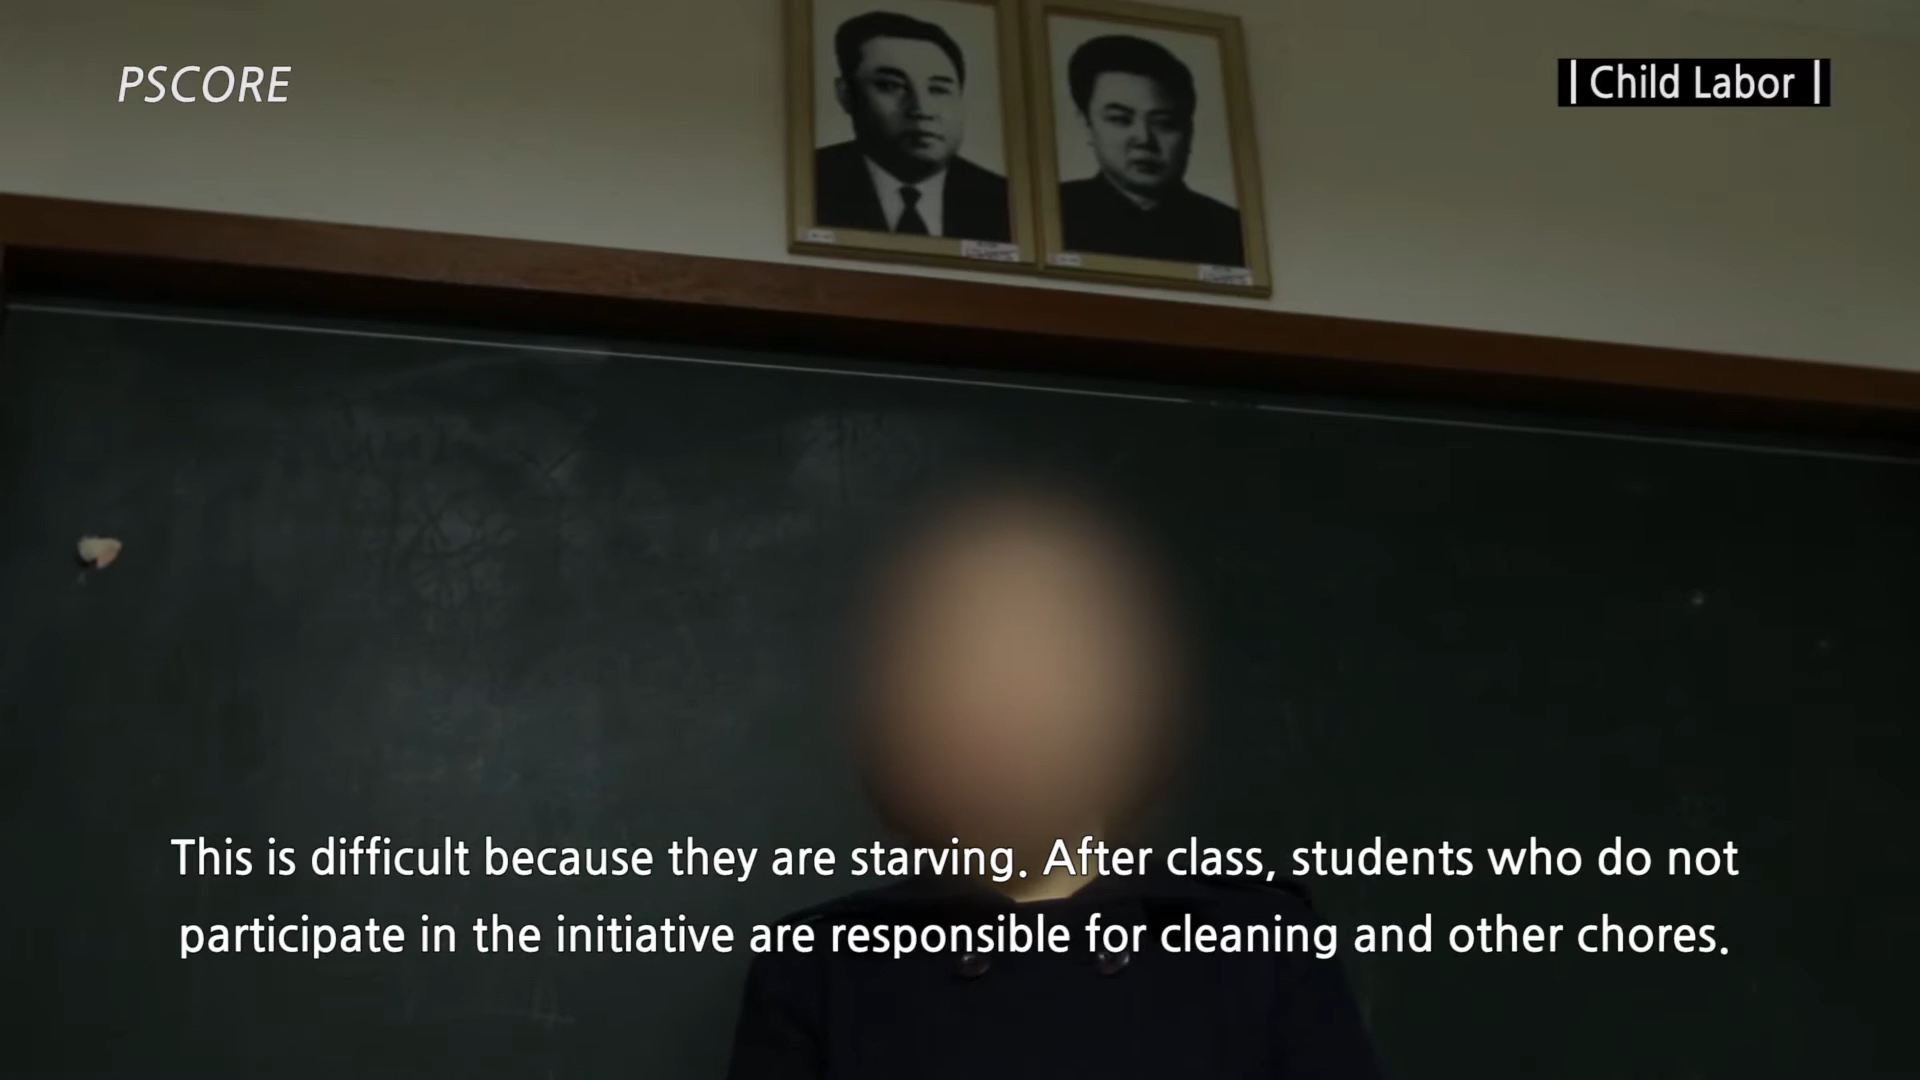 PSCORE
| Child Labor |
This is difficult because they are starving. After class, students who do not
participate in the initiative are responsible for cleaning and other chores.